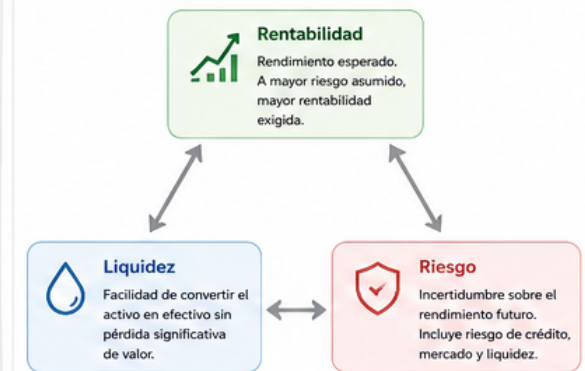 Rentabilidad
Rendimiento esperado.
A mayor riesgo asumido,
mayor rentabilidad
exigida.
Liquidez
Facilidad de convertir el
activo en efectivo sin
pérdida significativa
de valor.
Riesgo
Incertidumbre sobre el
rendimiento futuro.
Incluye riesgo de crédito,
mercado y liquidez.